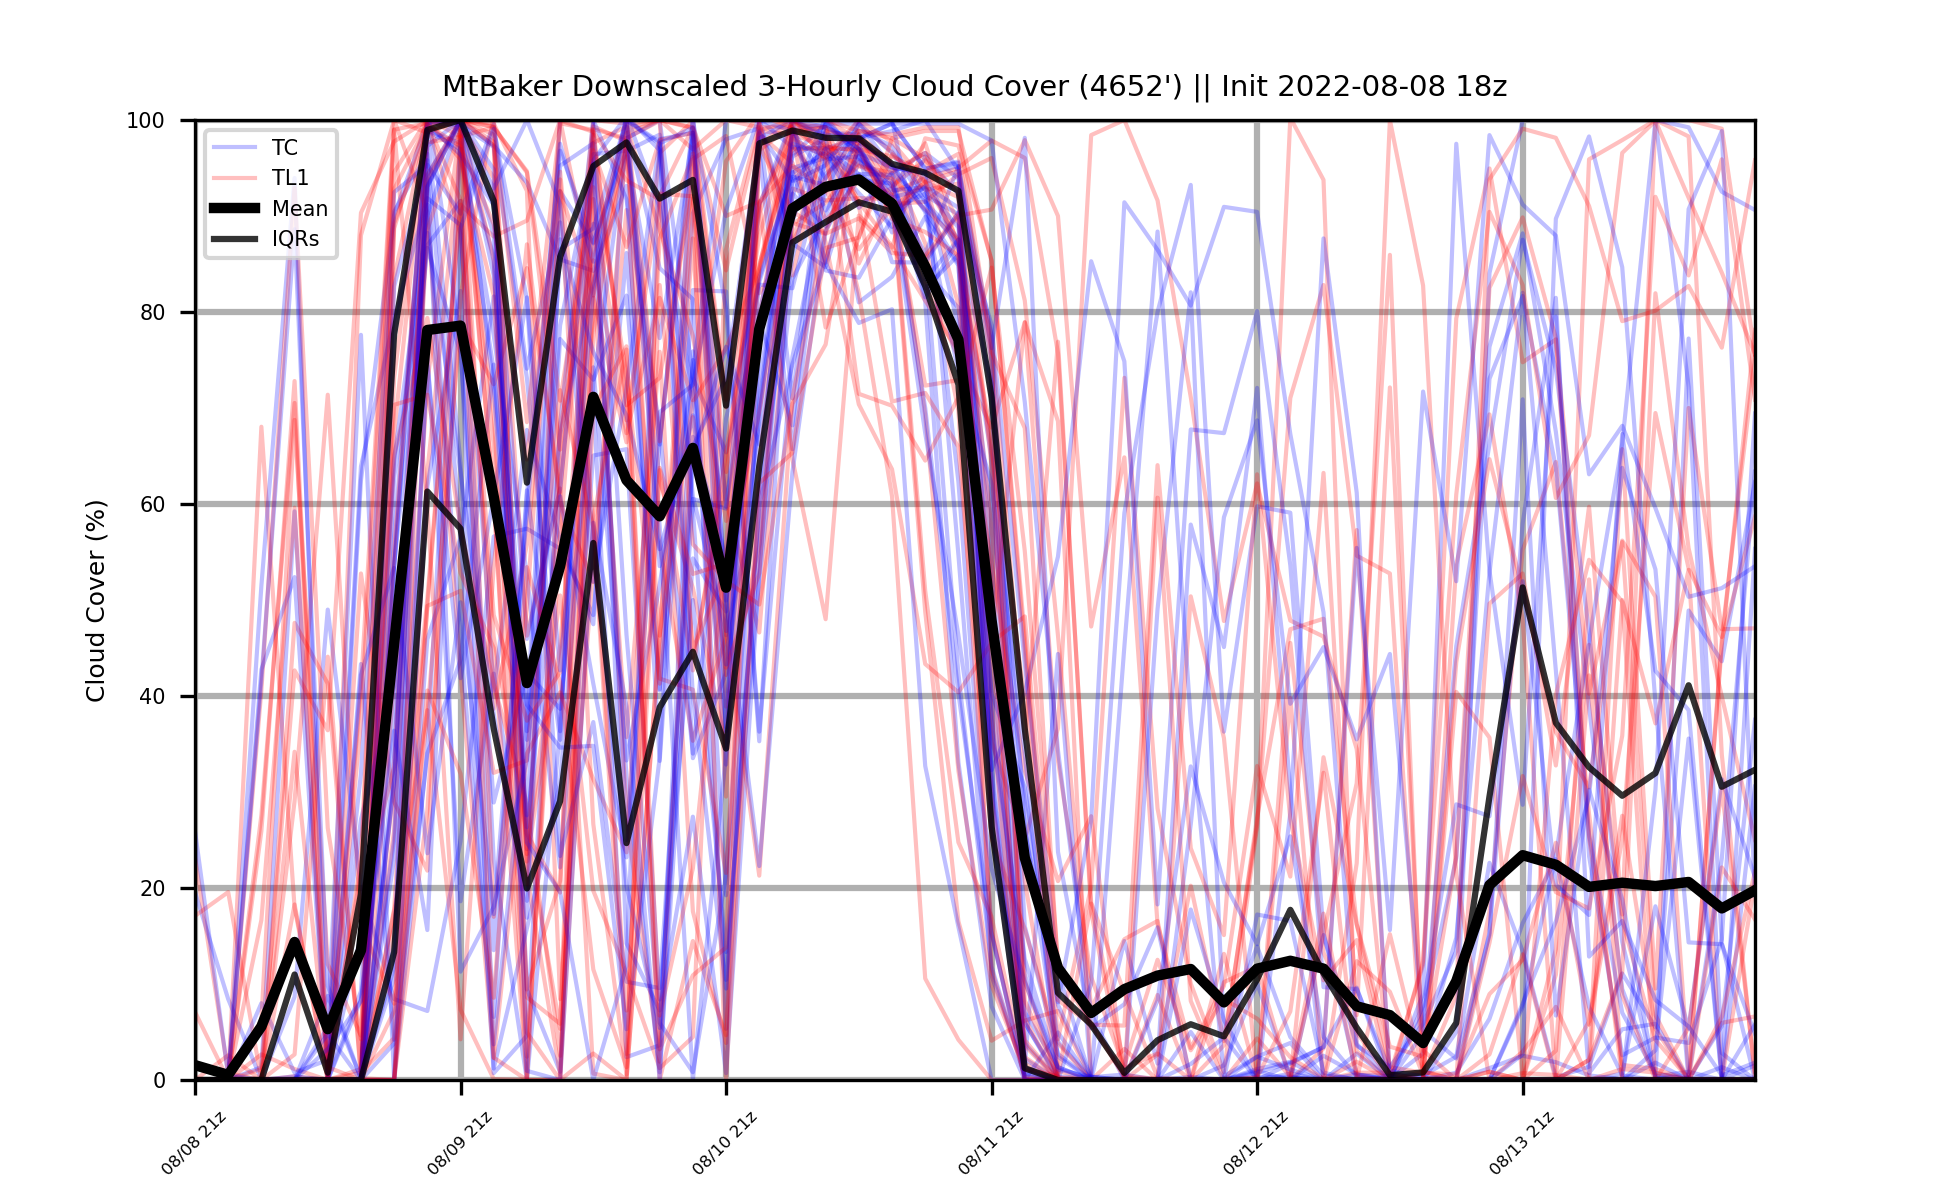 MtBaker Downscaled 3-Hourly Cloud Cover (4652') || Init 2022-08-08 18z
100
80
60
40
20
0
Cloud Cover (%)
TC
TL1
Mean
IQRs
08/08 21z
08/09 21z
08/10 21z
08/11 21z
08/12 21z
08/13 21z